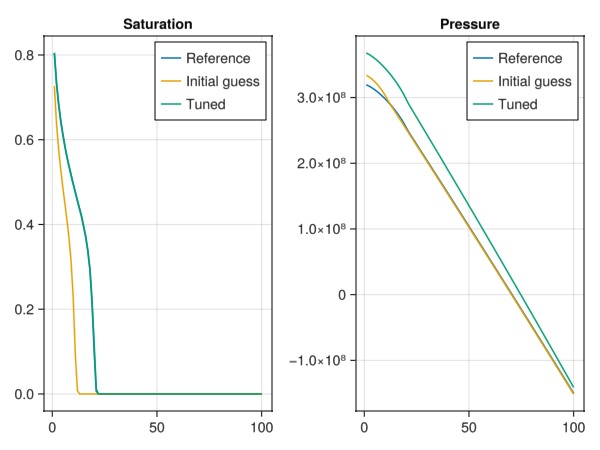 Saturation
Reference
Initial guess
Tuned
0.8
0.6
0.4
0.2
0.0
0
50
100
Pressure
Reference
Initial guess
Tuned
3.0×10⁸
2.0×10⁸
1.0×10⁸
0
−1.0×10⁸
0
50
100